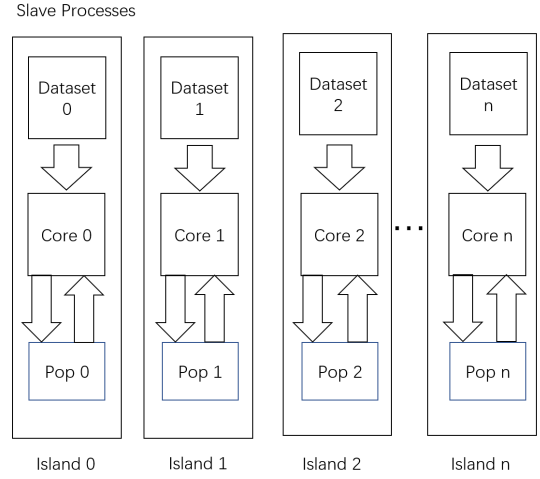 Slave Processes
Dataset
0
Dataset
1
Dataset
2
Dataset
n
Core 0
Core 1
Core 2
...
Core n
Pop 0
Pop 1
Pop 2
Pop n
Island 0
Island 1
Island 2
Island n